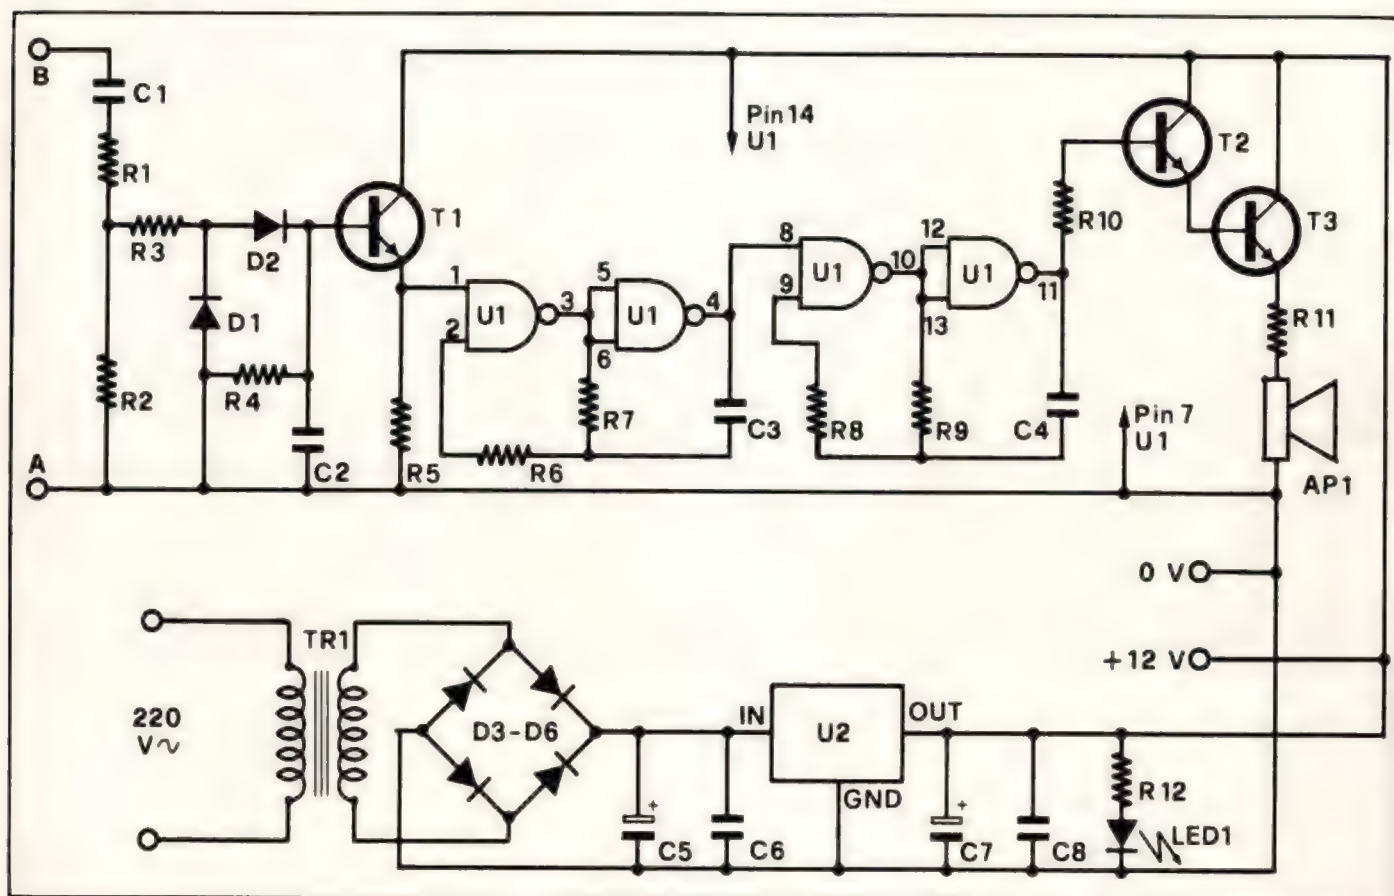 B
C1
Pin 14
U1
R1
T2
T1
R10
R3
D2
T3
8
12
1
U1
10
U1
5
9
11
U1
3
U1
4
D1
2
13
R11
6
R2
R4
R7
C3
R8
R9
C4
Pin 7
U1
A
C2
R5
R6
AP1
0 V
TR1
+12 V
220
V~
D3-D6
IN
U2
OUT
GND
R12
+
+
C5
C6
C7
C8
LED1